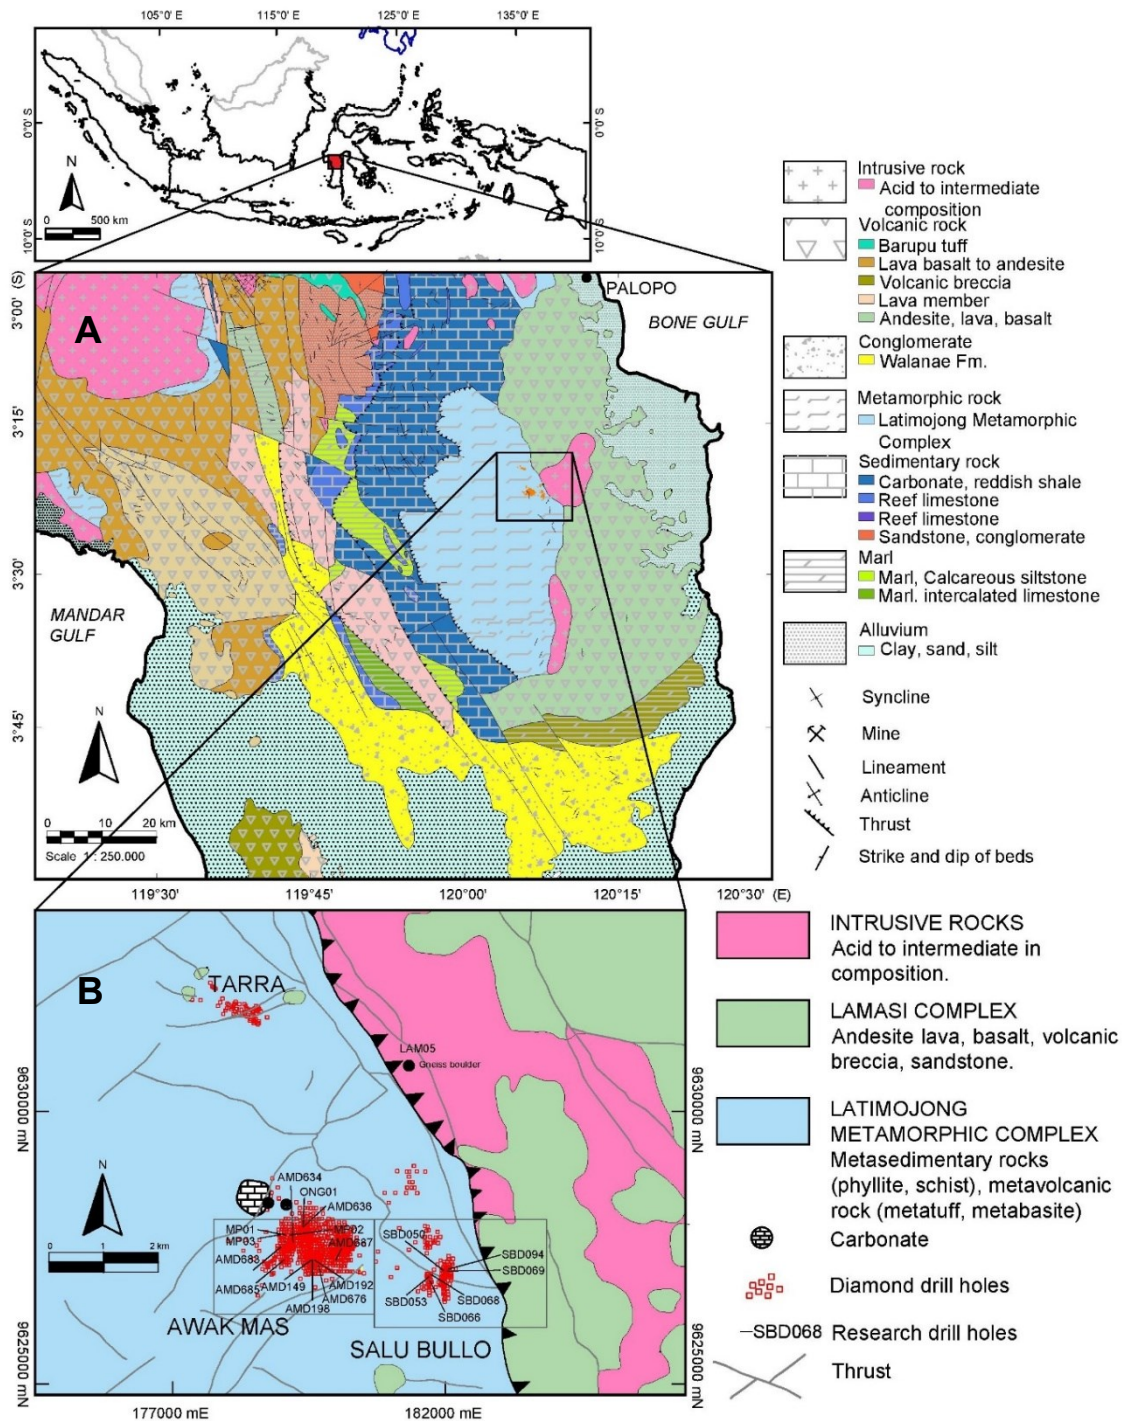 105°0' E
115°0' E
125°0' E
135°0' E
0°0' S
10°0' S
N
0
500 km
3°00' (S)
3°15'
3°30'
3°45'
A
PALOPO
BONE GULF
MANDAR
GULF
N
0 10 20 km
Scale 1 : 250.000
119°30'
119°45'
120°00'
120°15'
120°30' (E)
Intrusive rock
Acid to intermediate
composition
Volcanic rock
Barupu tuff
Lava basalt to andesite
Volcanic breccia
Lava member
Andesite, lava, basalt
Conglomerate
Walanae Fm.
Metamorphic rock
Latimojong Metamorphic
Complex
Sedimentary rock
Carbonate, reddish shale
Reef limestone
Reef limestone
Sandstone, conglomerate
Marl
Marl, Calcareous siltstone
Marl. intercalated limestone
Alluvium
Clay, sand, silt
Syncline
Mine
Lineament
Anticline
Thrust
Strike and dip of beds
B
TARRA
LAM05
Gneiss boulder
9630000 mN
9630000 mN
N
0 1 2 km
AMD634
ONG01
AMD636
MP01
MP02
MP03
AMD687
AMD688
AMD685
AMD149
AMD192
AMD676
AMD198
AWAK MAS
SBD050
SBD094
SBD069
SBD053
SBD068
SBD066
SALU BULLO
9625000 mN
9625000 mN
177000 mE
182000 mE
INTRUSIVE ROCKS
Acid to intermediate in
composition.
LAMASI COMPLEX
Andesite lava, basalt, volcanic
breccia, sandstone.
LATIMOJONG
METAMORPHIC COMPLEX
Metasedimentary rocks
(phyllite, schist), metavolcanic
rock (metatuff, metabasite)
Carbonate
Diamond drill holes
SBD068 Research drill holes
Thrust